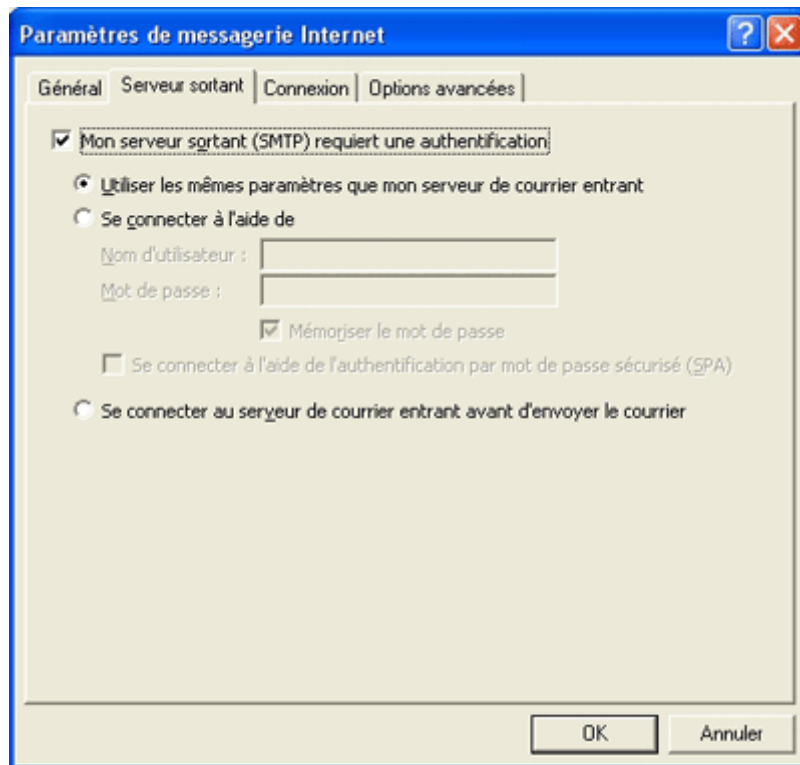 Paramètres de messagerie Internet
Général Serveur sortant Connexion Options avancées
Mon serveur sortant (SMTP) requiert une authentification
Utiliser les mêmes paramètres que mon serveur de courrier entrant
Se connecter à l'aide de
Nom d'utilisateur :
Mot de passe :
Mémoriser le mot de passe
Se connecter à l'aide de l'authentification par mot de passe sécurisé (SPA)
Se connecter au serveur de courrier entrant avant d'envoyer le courrier
OK Annuler